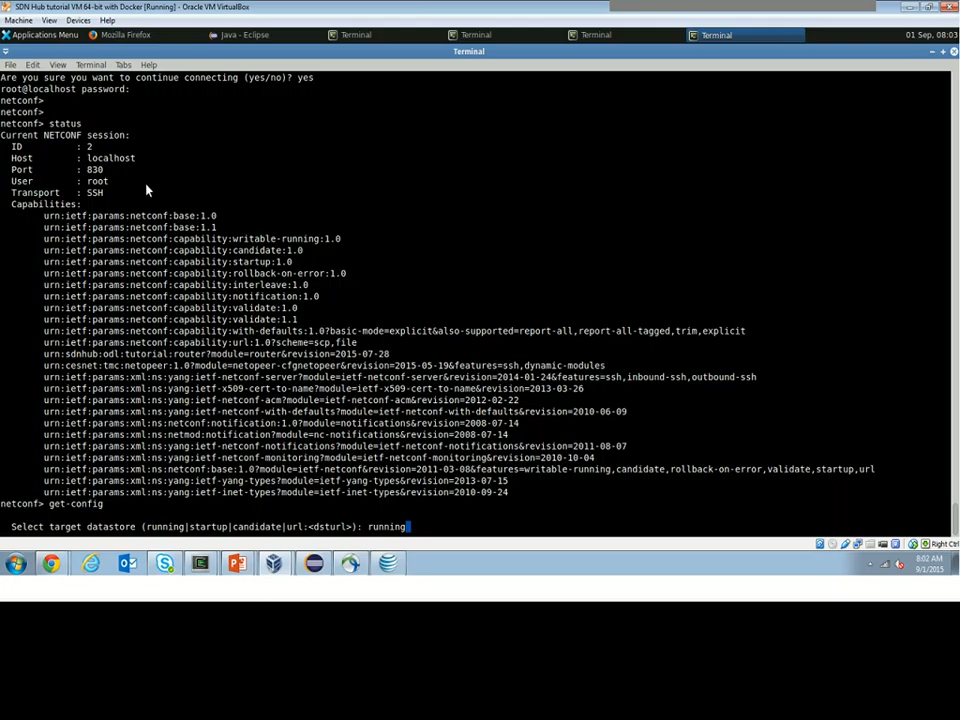 SDN Hub tutorial VM 64-bit with Docker [Running] - Oracle VM VirtualBox
Machine View Devices Help
Applications Menu Mozilla Firefox Java - Eclipse Terminal Terminal Terminal Terminal 01 Sep, 08:03
Terminal
File Edit View Terminal Tabs Help
Are you sure you want to continue connecting (yes/no)? yes
root@localhost password:
netconf>
netconf>
netconf> status
Current NETCONF session:
ID : 2
Host : localhost
Port : 830
User : root
Transport : SSH
Capabilities:
urn:ietf:params:netconf:base:1.0
urn:ietf:params:netconf:base:1.1
urn:ietf:params:netconf:capability:writable-running:1.0
urn:ietf:params:netconf:capability:candidate:1.0
urn:ietf:params:netconf:capability:startup:1.0
urn:ietf:params:netconf:capability:rollback-on-error:1.0
urn:ietf:params:netconf:capability:interleave:1.0
urn:ietf:params:netconf:capability:notification:1.0
urn:ietf:params:netconf:capability:validate:1.0
urn:ietf:params:netconf:capability:validate:1.1
urn:ietf:params:netconf:capability:with-defaults:1.0?basic-mode=explicit&also-supported=report-all,report-all-tagged,trim,explicit
urn:ietf:params:netconf:capability:url:1.0?scheme=scp,file
urn:sdnhub:odl:tutorial:router?module=router&revision=2015-07-28
urn:cesnet:tmc:netopeer:1.0?module=netopeer-cfgnetopeer&revision=2015-05-19&features=ssh,dynamic-modules
urn:ietf:params:xml:ns:yang:ietf-netconf-server?module=ietf-netconf-server&revision=2014-01-24&features=ssh,inbound-ssh,outbound-ssh
urn:ietf:params:xml:ns:yang:ietf-x509-cert-to-name?module=ietf-x509-cert-to-name&revision=2013-03-26
urn:ietf:params:xml:ns:yang:ietf-netconf-acm?module=ietf-netconf-acm&revision=2012-02-22
urn:ietf:params:xml:ns:yang:ietf-netconf-with-defaults?module=ietf-netconf-with-defaults&revision=2010-06-09
urn:ietf:params:xml:ns:netconf:notification:1.0?module=notifications&revision=2008-07-14
urn:ietf:params:xml:ns:netmod:notification?module=nc-notifications&revision=2008-07-14
urn:ietf:params:xml:ns:yang:ietf-netconf-notifications?module=ietf-netconf-notifications&revision=2011-08-07
urn:ietf:params:xml:ns:yang:ietf-netconf-monitoring?module=ietf-netconf-monitoring&revision=2010-10-04
urn:ietf:params:xml:ns:netconf:base:1.0?module=ietf-netconf&revision=2011-03-08&features=writable-running,candidate,rollback-on-error,validate,startup,url
urn:ietf:params:xml:ns:yang:ietf-yang-types?module=ietf-yang-types&revision=2013-07-15
urn:ietf:params:xml:ns:yang:ietf-inet-types?module=ietf-inet-types&revision=2010-09-24
netconf> get-config
Select target datastore (running|startup|candidate|url:<dsturl>): running
Right Ctrl
8:02 AM
9/1/2015